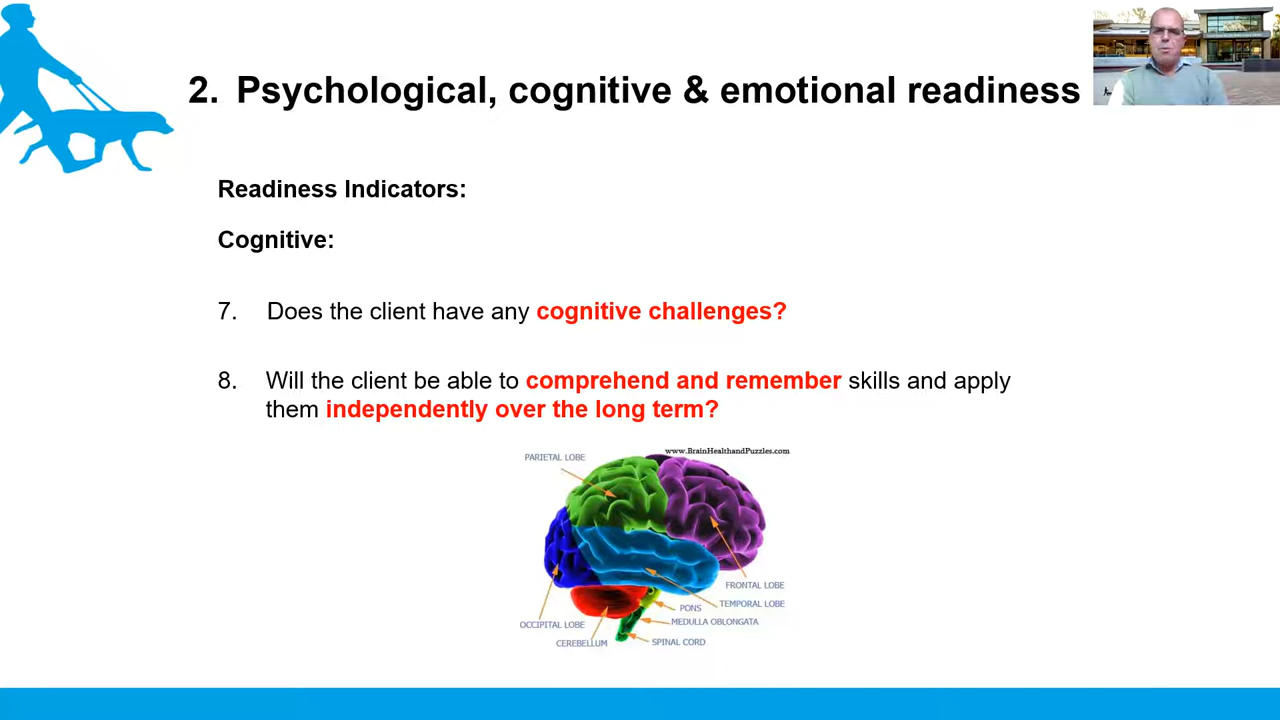 2. Psychological, cognitive & emotional readiness
Readiness Indicators:
Cognitive:
7. Does the client have any cognitive challenges?
8. Will the client be able to comprehend and remember skills and apply
them independently over the long term?
www.BrainHealthandPuzzles.com
PARIETAL LOBE
FRONTAL LOBE
TEMPORAL LOBE
PONS
MEDULLA OBLONGATA
OCCIPITAL LOBE
CEREBELLUM
SPINAL CORD